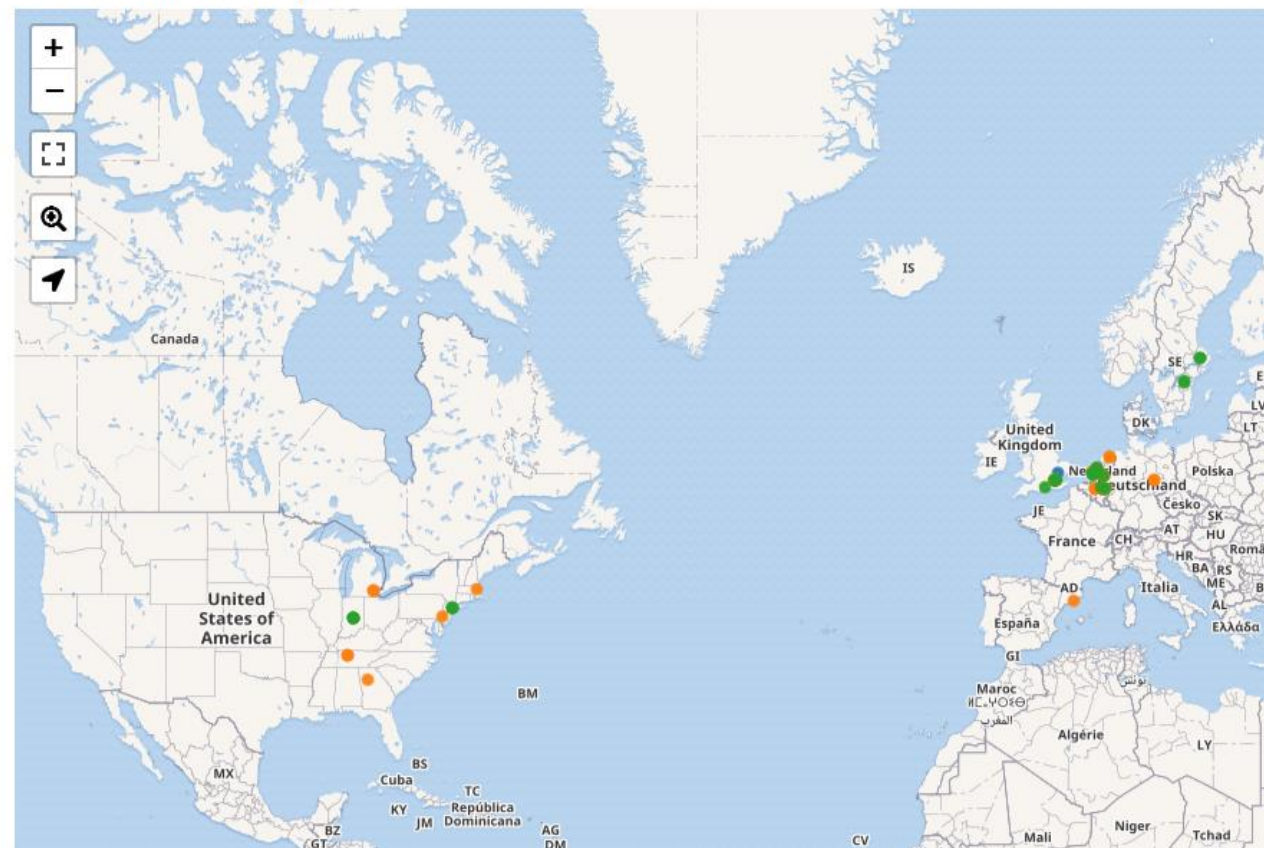 +
−
IS
Canada
SE
E
LV
LT
DK
United
Kingdom
IE
Polska
Deutschland
Česko
JE
SK
AT
HU
France
CH
HR
BA
RS
ME
AD
Italia
AL
España
Ελλάδα
GI
United
States of
America
BM
Maroc
ⵍⵎⵖⵔⵉⴱ
المغرب
تونس
Algérie
LY
BS
MX
Cuba
TC
KY
República
JM
Dominicana
BZ
GT
AG
DM
CV
Mali
Niger
Tchad